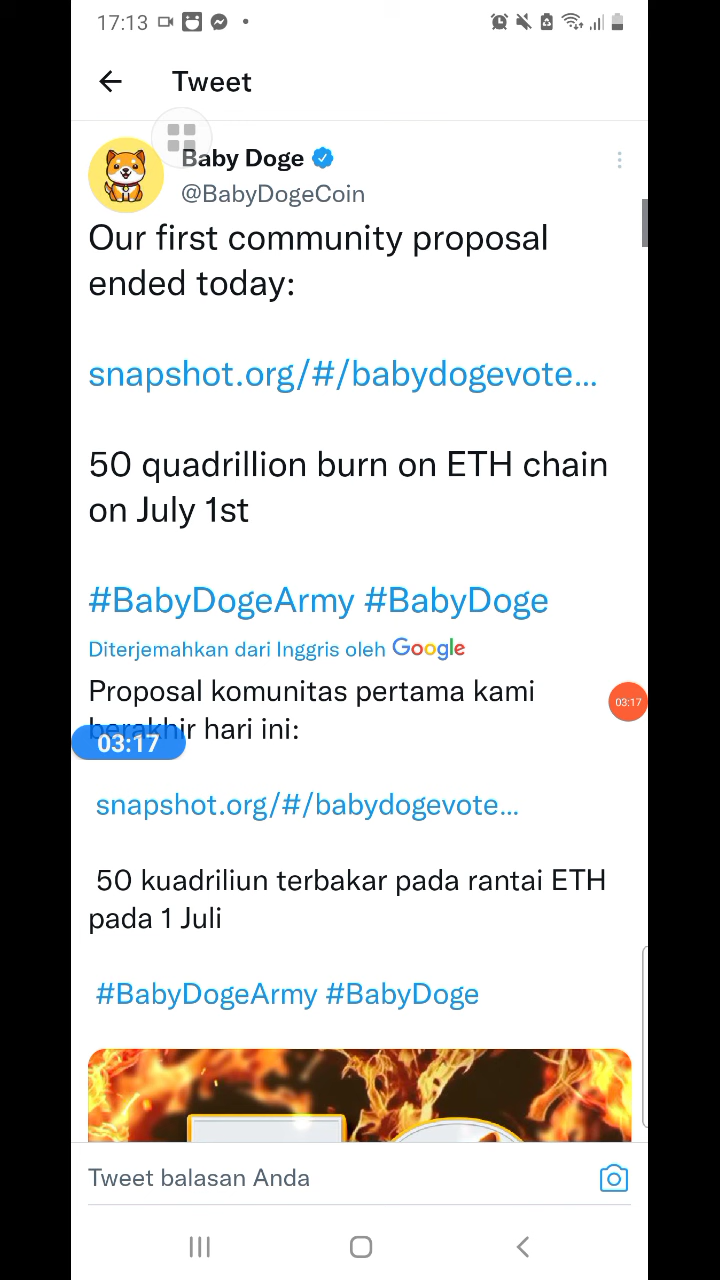 17:13
Tweet
Baby Doge
@BabyDogeCoin
Our first community proposal
ended today:
snapshot.org/#/babydogevote...
50 quadrillion burn on ETH chain
on July 1st
#BabyDogeArmy #BabyDoge
Diterjemahkan dari Inggris oleh Google
Proposal komunitas pertama kami
03:17
berakhir hari ini:
03:17
snapshot.org/#/babydogevote...
50 kuadriliun terbakar pada rantai ETH
pada 1 Juli
#BabyDogeArmy #BabyDoge
Tweet balasan Anda